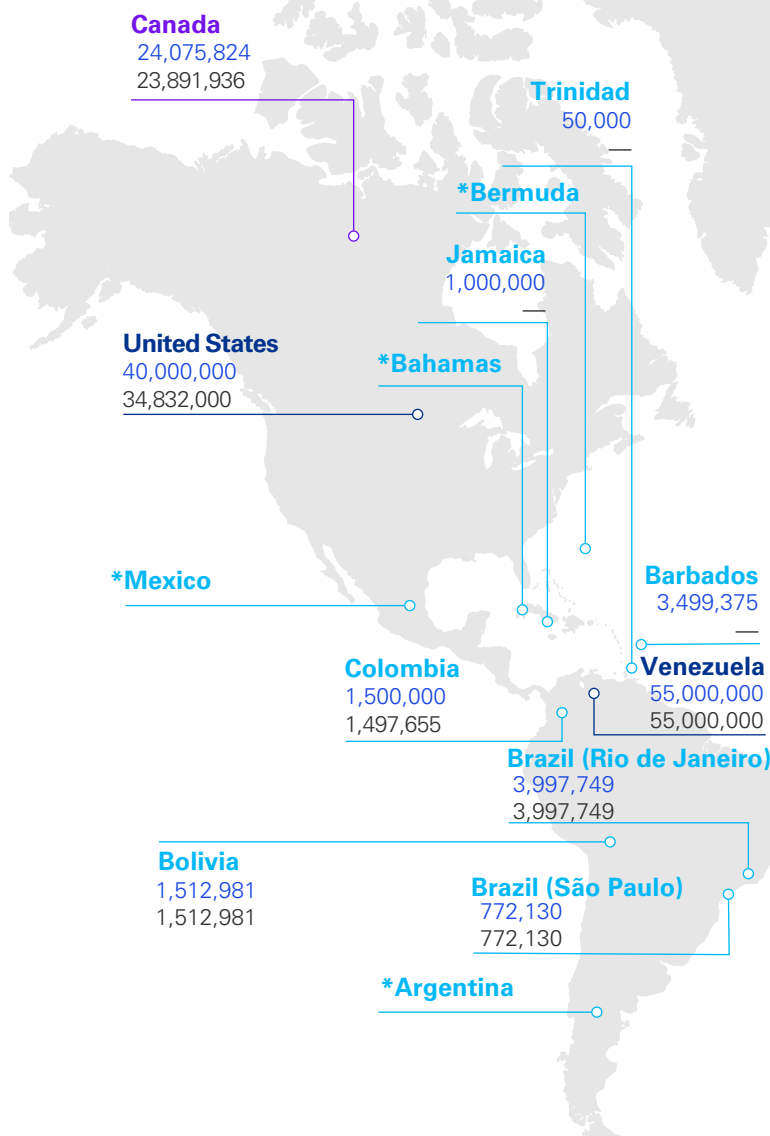 Canada
24,075,824
23,891,936
Trinidad
50,000
—
*Bermuda
Jamaica
1,000,000
—
United States
40,000,000
34,832,000
*Bahamas
*Mexico
Barbados
3,499,375
—
Colombia
1,500,000
1,497,655
Venezuela
55,000,000
55,000,000
Brazil (Rio de Janeiro)
3,997,749
3,997,749
Bolivia
1,512,981
1,512,981
Brazil (São Paulo)
772,130
772,130
*Argentina